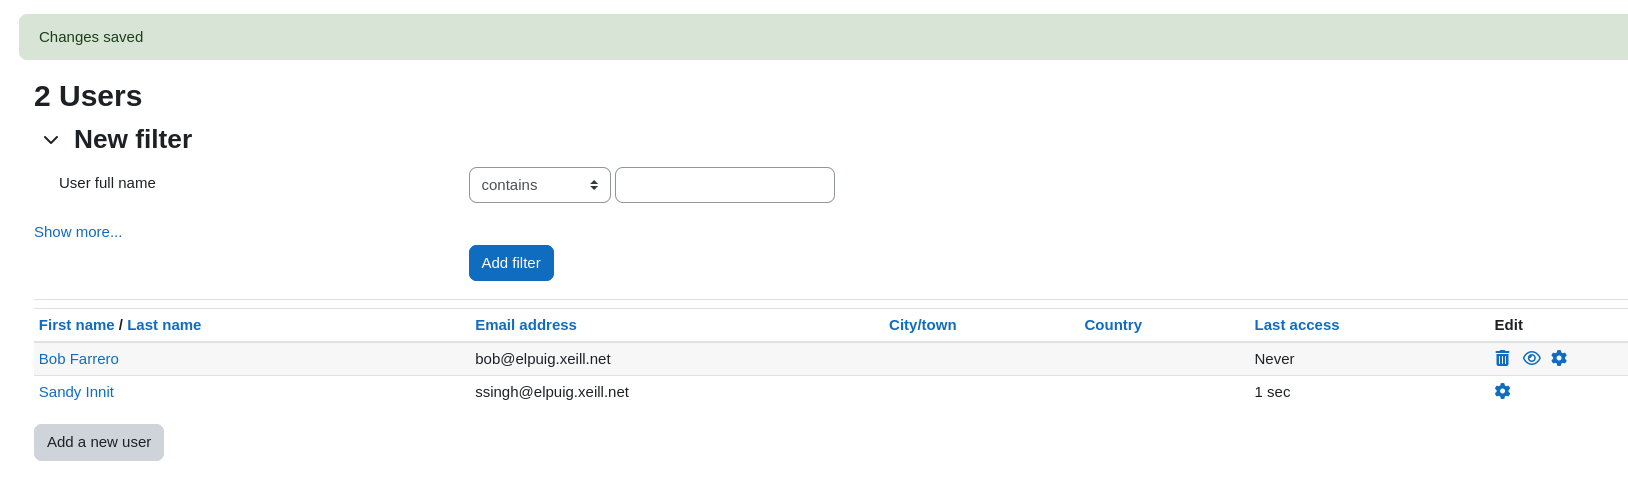 Changes saved
2 Users
New filter
User full name contains
Show more...
Add filter
First name / Last name Email address City/town Country Last access Edit
Bob Farrero bob@elpuig.xeill.net Never
Sandy Innit ssingh@elpuig.xeill.net 1 sec
Add a new user